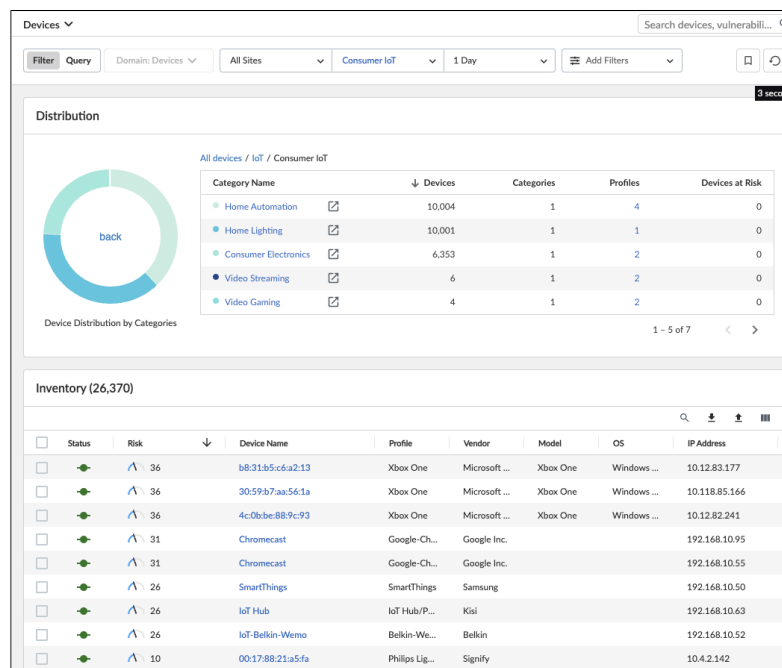 Devices
Search devices, vulnerabili...
Filter Query Domain: Devices All Sites Consumer IoT 1 Day Add Filters
3 seco
Distribution
All devices / IoT / Consumer IoT
Category Name Devices Categories Profiles Devices at Risk
Home Automation 10,004 1 4 0
Home Lighting 10,001 1 1 0
back
Consumer Electronics 6,353 1 2 0
Video Streaming 6 1 2 0
Video Gaming 4 1 2 0
Device Distribution by Categories
1 – 5 of 7
Inventory (26,370)
Status Risk Device Name Profile Vendor Model OS IP Address
36 b8:31:b5:c6:a2:13 Xbox One Microsoft ... Xbox One Windows ... 10.12.83.177
36 30:59:b7:aa:56:1a Xbox One Microsoft ... Xbox One Windows ... 10.118.85.166
36 4c:0b:be:88:9c:93 Xbox One Microsoft ... Xbox One Windows ... 10.12.82.241
31 Chromecast Google-Ch... Google Inc. 192.168.10.95
31 Chromecast Google-Ch... Google Inc. 192.168.10.55
26 SmartThings SmartThings Samsung 192.168.10.50
26 IoT Hub IoT Hub/P... Kisi 192.168.10.63
26 IoT-Belkin-Wemo Belkin-We... Belkin 192.168.10.52
10 00:17:88:21:a5:fa Philips Lig... Signify 10.4.2.142